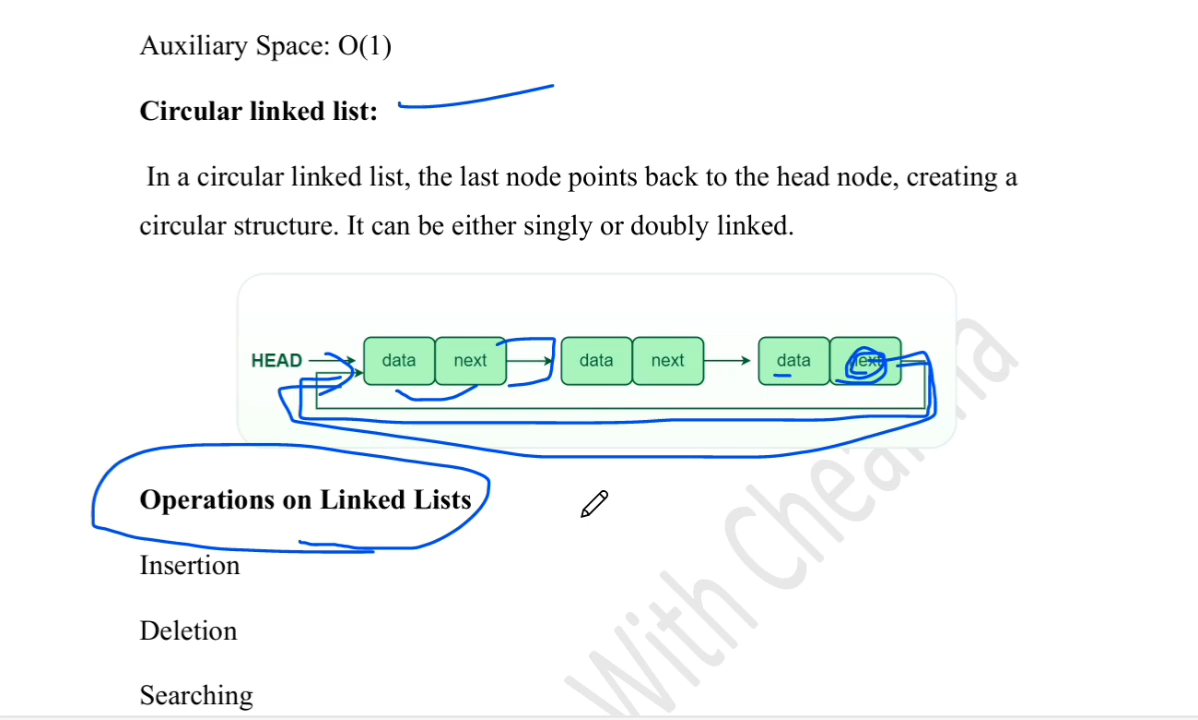 Auxiliary Space: O(1)
Circular linked list:
In a circular linked list, the last node points back to the head node, creating a
circular structure. It can be either singly or doubly linked.
HEAD data next data next data next
Operations on Linked Lists
Insertion
Deletion
Searching
With